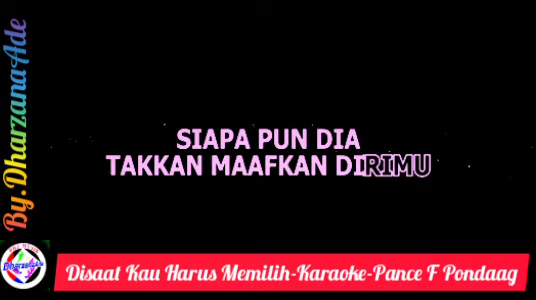 By.DharzanaAde
SIAPA PUN DIA
TAKKAN MAAFKAN DIRIMU
Disaat Kau Harus Memilih-Karaoke-Pance F Pondaag